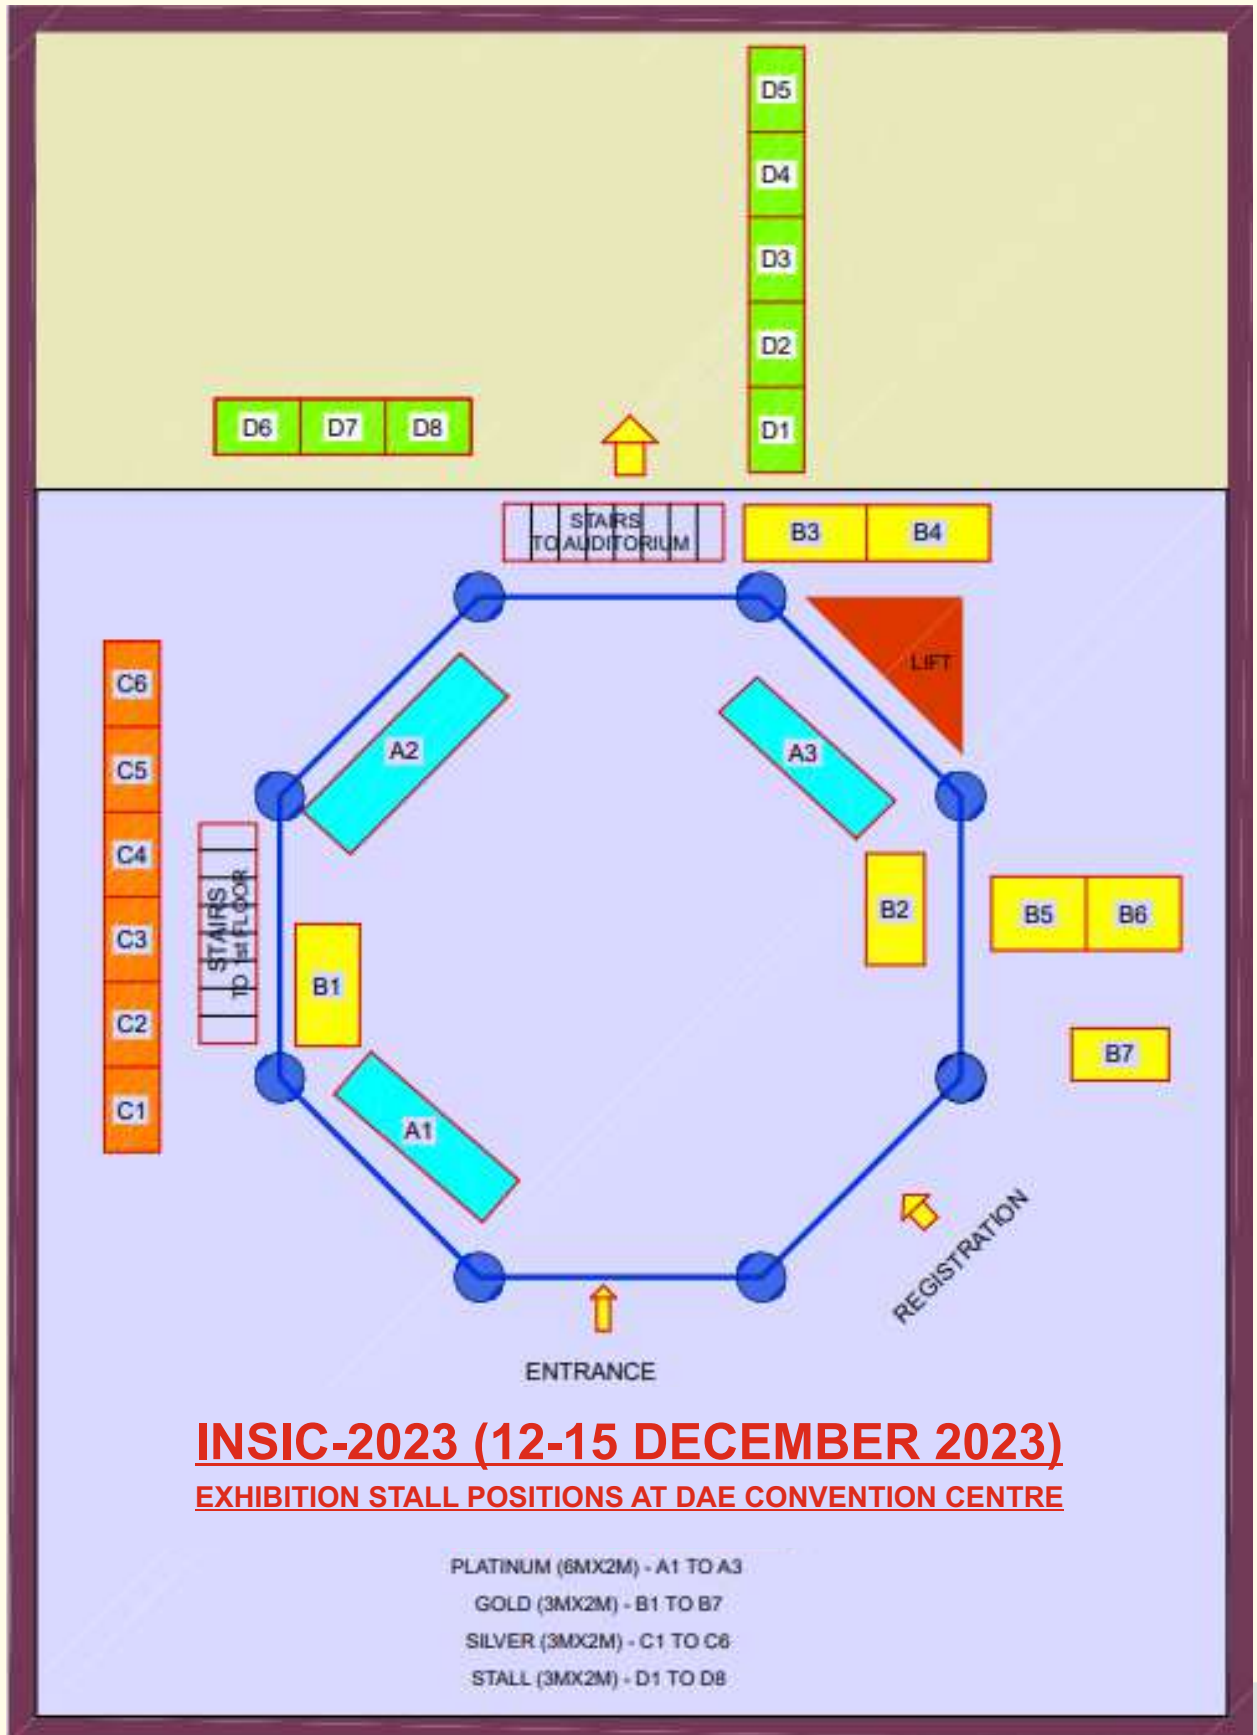 D5
D4
D3
D2
D1
D6 D7 D8
STAIRS
TO AUDITORIUM
B3 B4
LIFT
C6
C5
C4
C3
C2
C1
A2
A3
STAIRS
TO 1st FLOOR
B1
B2
B5 B6
B7
A1
REGISTRATION
ENTRANCE
INSIC-2023 (12-15 DECEMBER 2023)
EXHIBITION STALL POSITIONS AT DAE CONVENTION CENTRE
PLATINUM (6MX2M) - A1 TO A3
GOLD (3MX2M) - B1 TO B7
SILVER (3MX2M) - C1 TO C6
STALL (3MX2M) - D1 TO D8